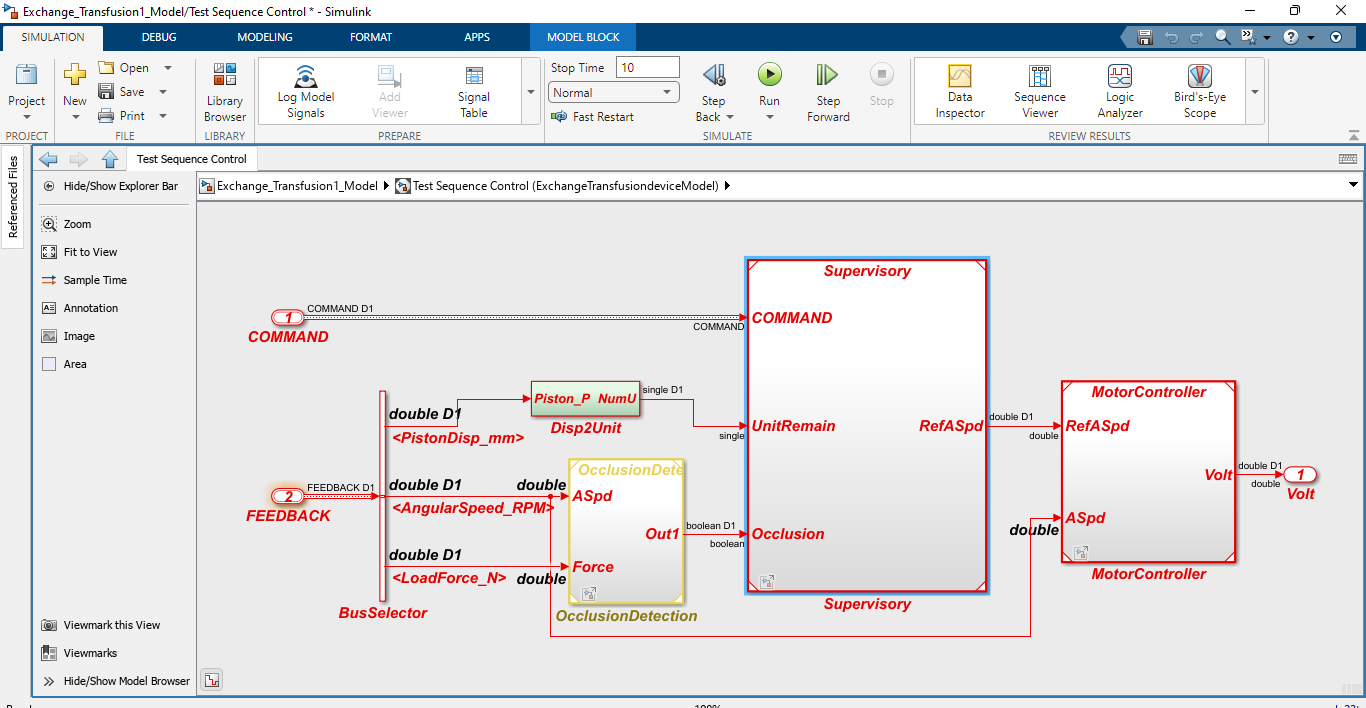 Exchange_Transfusion1_Model/Test Sequence Control * - Simulink
SIMULATION DEBUG MODELING FORMAT APPS MODEL BLOCK
Project
New
Open
Save
Print
Library
Browser
Log Model
Signals
Add
Viewer
Signal
Table
Stop Time 10
Normal
Fast Restart
Step
Back
Run
Step
Forward
Stop
Data
Inspector
Sequence
Viewer
Logic
Analyzer
Bird's-Eye
Scope
PROJECT FILE LIBRARY PREPARE SIMULATE REVIEW RESULTS
Referenced Files
Test Sequence Control
Hide/Show Explorer Bar
Exchange_Transfusion1_Model Test Sequence Control (ExchangeTransfusiondeviceModel)
Zoom
Fit to View
Sample Time
Annotation
Image
Area
Viewmark this View
Viewmarks
Hide/Show Model Browser
1
COMMAND
COMMAND D1
COMMAND
2
FEEDBACK
FEEDBACK D1
double D1
<PistonDisp_mm>
double D1
<AngularSpeed_RPM>
double D1
<LoadForce_N>
BusSelector
Piston_P NumU
Disp2Unit
single D1
single
OcclusionDete
double
ASpd
Out1
double
Force
OcclusionDetection
boolean D1
boolean
Supervisory
COMMAND
UnitRemain
RefASpd
Occlusion
Supervisory
double D1
double
MotorController
RefASpd
Volt
double
ASpd
MotorController
double D1
double
1
Volt
100%